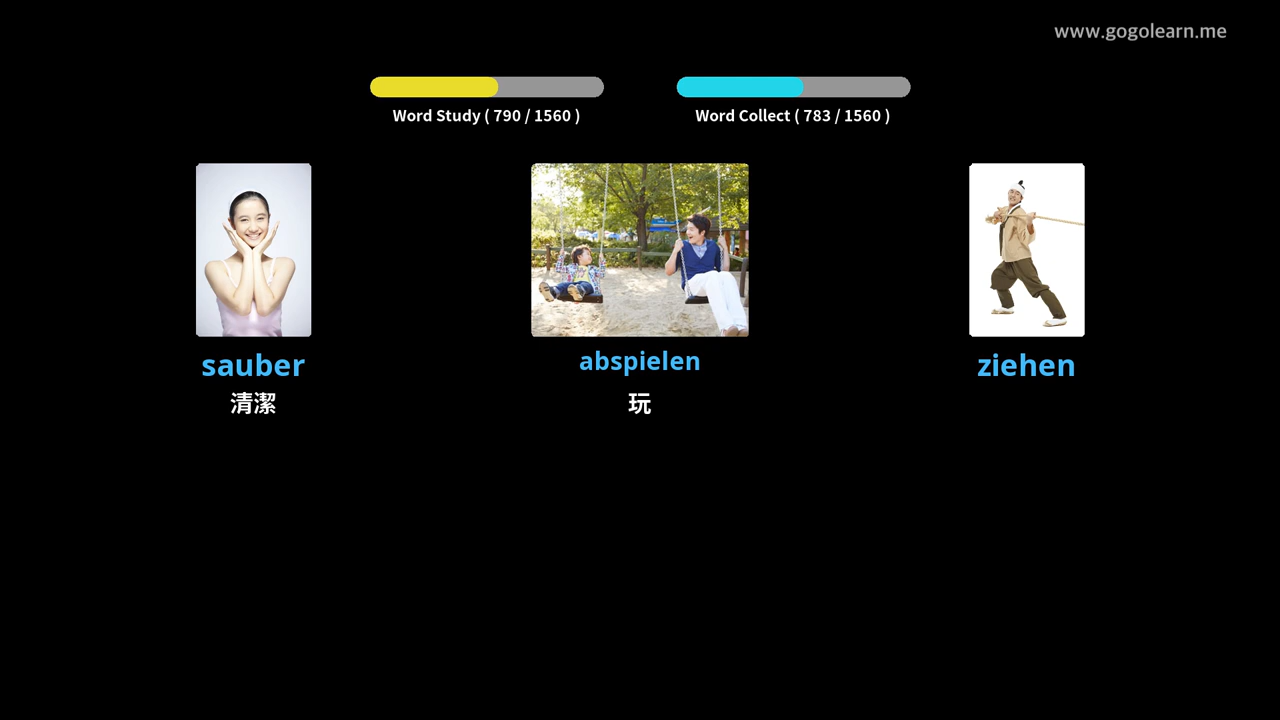 www.gogolearn.me
Word Study ( 790 / 1560 )
Word Collect ( 783 / 1560 )
sauber
abspielen
ziehen
清潔
玩